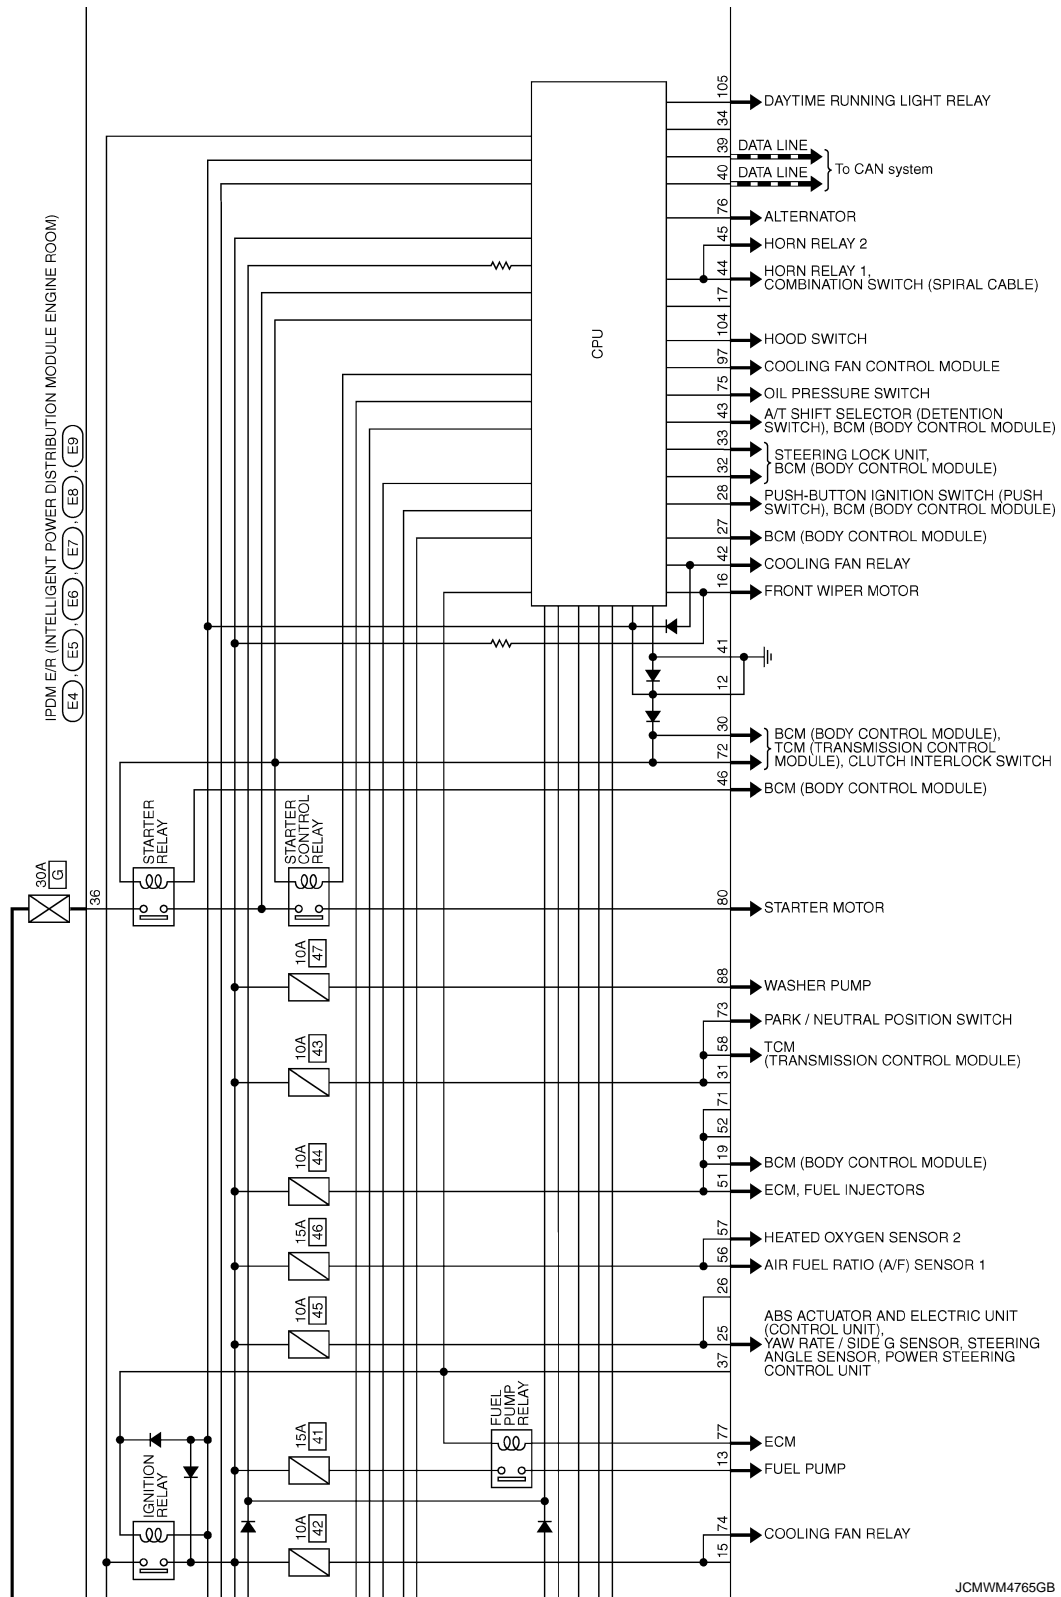 105
DAYTIME RUNNING LIGHT RELAY
34
39
DATA LINE
40
DATA LINE
To CAN system
76
ALTERNATOR
45
HORN RELAY 2
44
HORN RELAY 1,
COMBINATION SWITCH (SPIRAL CABLE)
17
104
HOOD SWITCH
97
COOLING FAN CONTROL MODULE
75
OIL PRESSURE SWITCH
43
A/T SHIFT SELECTOR (DETENTION
SWITCH), BCM (BODY CONTROL MODULE)
33
32
STEERING LOCK UNIT,
BCM (BODY CONTROL MODULE)
28
PUSH-BUTTON IGNITION SWITCH (PUSH
SWITCH), BCM (BODY CONTROL MODULE)
27
BCM (BODY CONTROL MODULE)
42
COOLING FAN RELAY
16
FRONT WIPER MOTOR
CPU
IPDM E/R (INTELLIGENT POWER DISTRIBUTION MODULE ENGINE ROOM)
E4 , E5 , E6 , E7 , E8 , E9
41
12
30
72
BCM (BODY CONTROL MODULE),
TCM (TRANSMISSION CONTROL
MODULE), CLUTCH INTERLOCK SWITCH
46
BCM (BODY CONTROL MODULE)
STARTER
RELAY
STARTER
CONTROL
RELAY
30A
G
36
80
STARTER MOTOR
10A
47
88
WASHER PUMP
73
PARK / NEUTRAL POSITION SWITCH
10A
43
58
TCM
(TRANSMISSION CONTROL MODULE)
31
71
52
10A
44
19
BCM (BODY CONTROL MODULE)
51
ECM, FUEL INJECTORS
15A
46
57
HEATED OXYGEN SENSOR 2
56
AIR FUEL RATIO (A/F) SENSOR 1
26
10A
45
25
ABS ACTUATOR AND ELECTRIC UNIT
(CONTROL UNIT),
YAW RATE / SIDE G SENSOR, STEERING
ANGLE SENSOR, POWER STEERING
CONTROL UNIT
37
FUEL
PUMP
RELAY
15A
41
77
ECM
13
FUEL PUMP
IGNITION
RELAY
10A
42
74
COOLING FAN RELAY
15
JCMWM4765GB